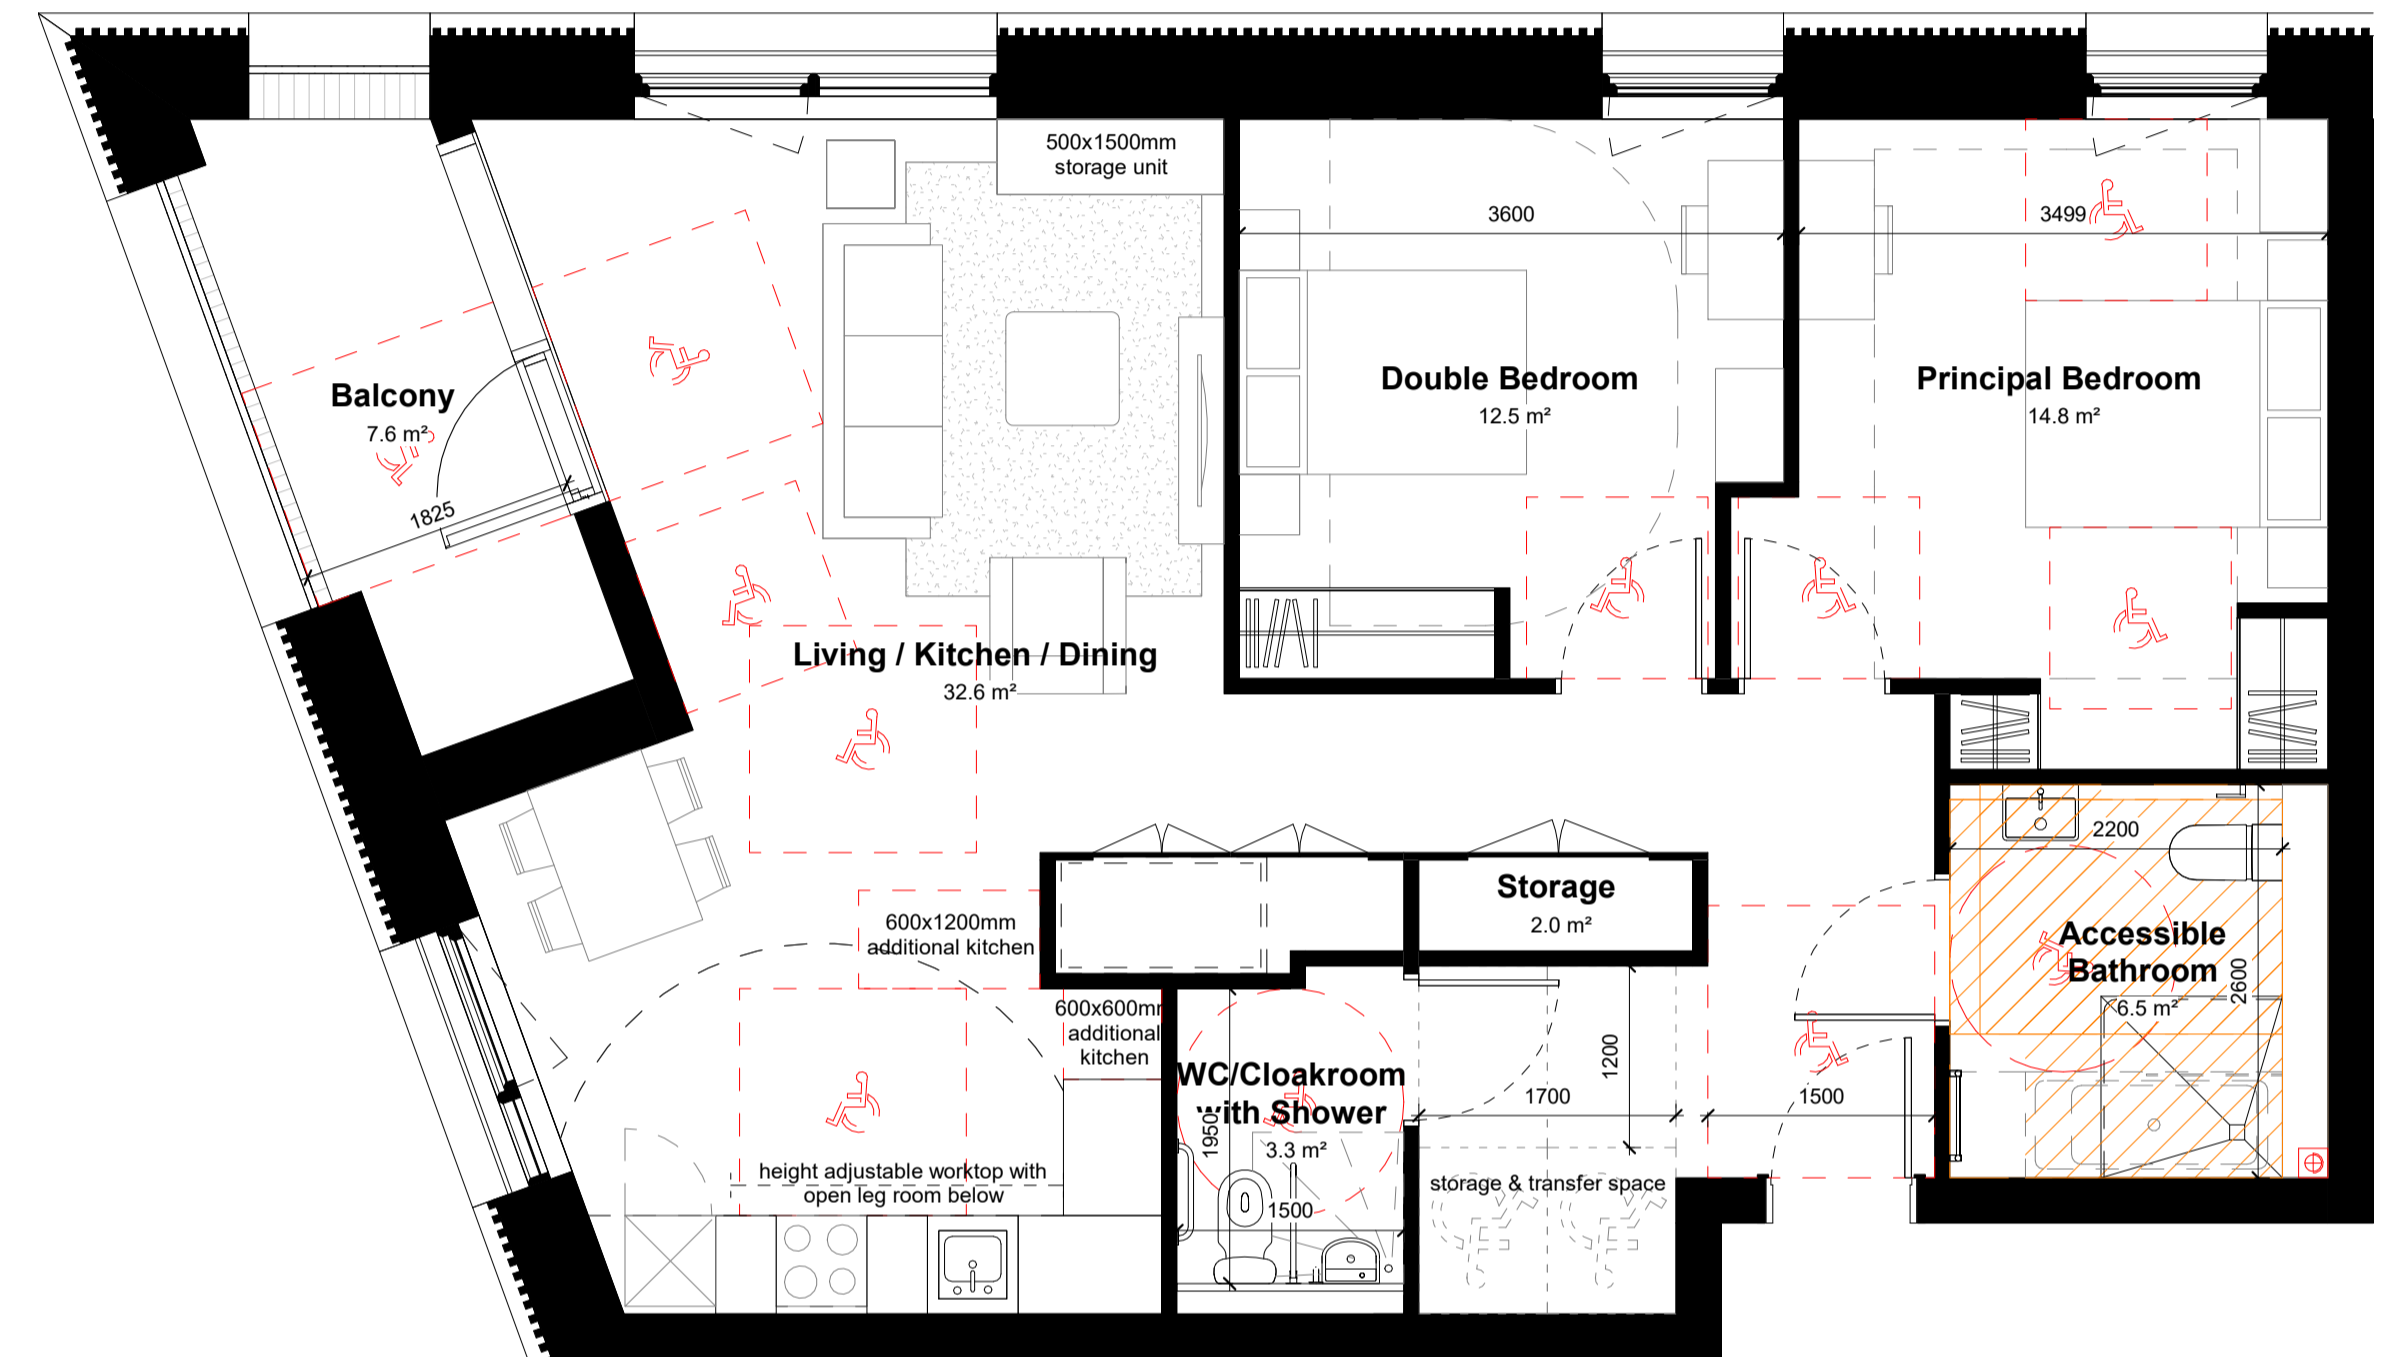 500x1500mm
storage unit
3600
3499
Balcony
7.6 m²
1825
Double Bedroom
12.5 m²
Principal Bedroom
14.8 m²
Living / Kitchen / Dining
32.6 m²
2200
Storage
2.0 m²
600x1200mm
additional kitchen
Accessible
Bathroom
6.5 m²
2600
600x600mm
additional
kitchen
WC/Cloakroom
with Shower
3.3 m²
1950
1500
1200
1700
1500
height adjustable worktop with
open leg room below
storage & transfer space